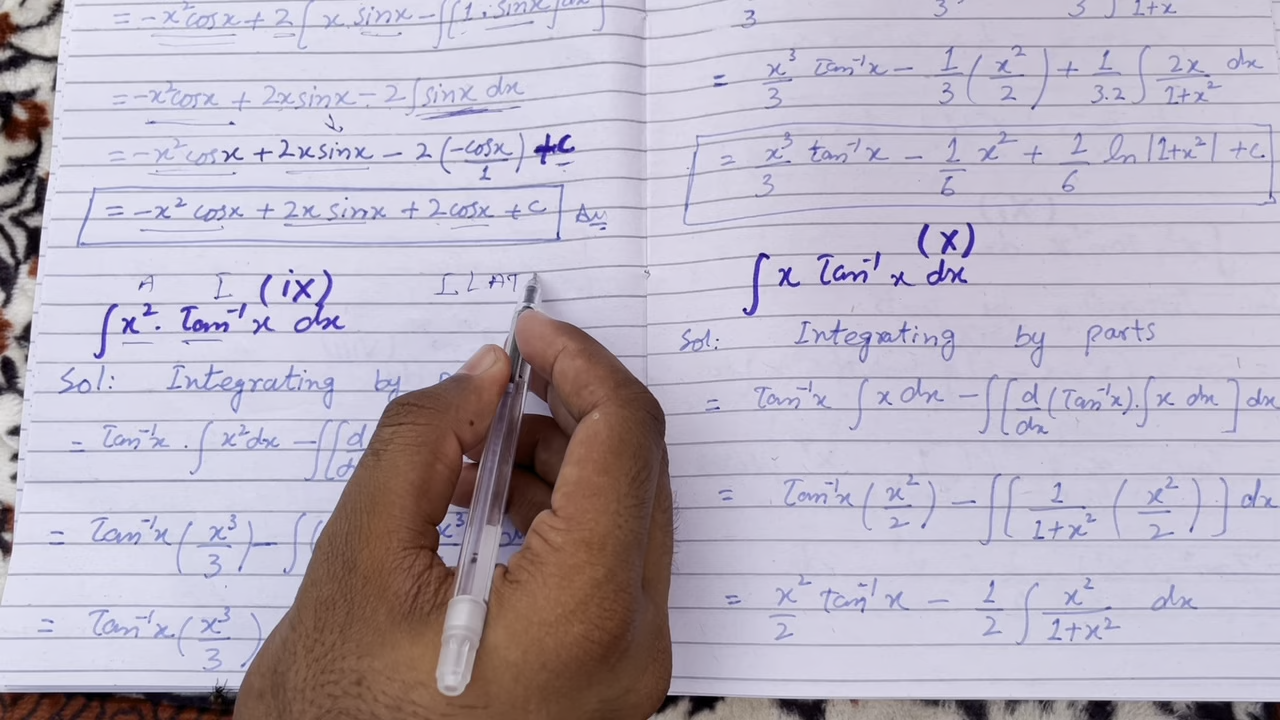 = -x²cosx + 2[x.sinx - ∫[1.sinx]dx]
= -x²cosx + 2xsinx - 2∫sinx dx
= -x²cosx + 2xsinx - 2(-cosx/1) + c
= -x² cosx + 2x sinx + 2cosx + c Ans
A I (ix) I L A T
∫x². Tan⁻¹x dx
Sol: Integrating by
= Tan⁻¹x . ∫x²dx - ∫[d
= Tan⁻¹x (x³/3) - ∫( x³
= Tan⁻¹x (x³/3)
3 3 3 ∫ 1+x
= x³/3 Tan⁻¹x - 1/3 (x²/2) + 1/3.2 ∫ 2x/1+x² dx
= x³/3 tan⁻¹x - 1/6 x² + 1/6 ln|1+x²| + c
(X)
∫x Tan⁻¹x dx
Sol: Integrating by parts
= Tan⁻¹x ∫x dx - ∫[d/dx (Tan⁻¹x).∫x dx] dx
= Tan⁻¹x (x²/2) - ∫[1/1+x² (x²/2)] dx
= x²/2 tan⁻¹x - 1/2 ∫ x²/1+x² dx